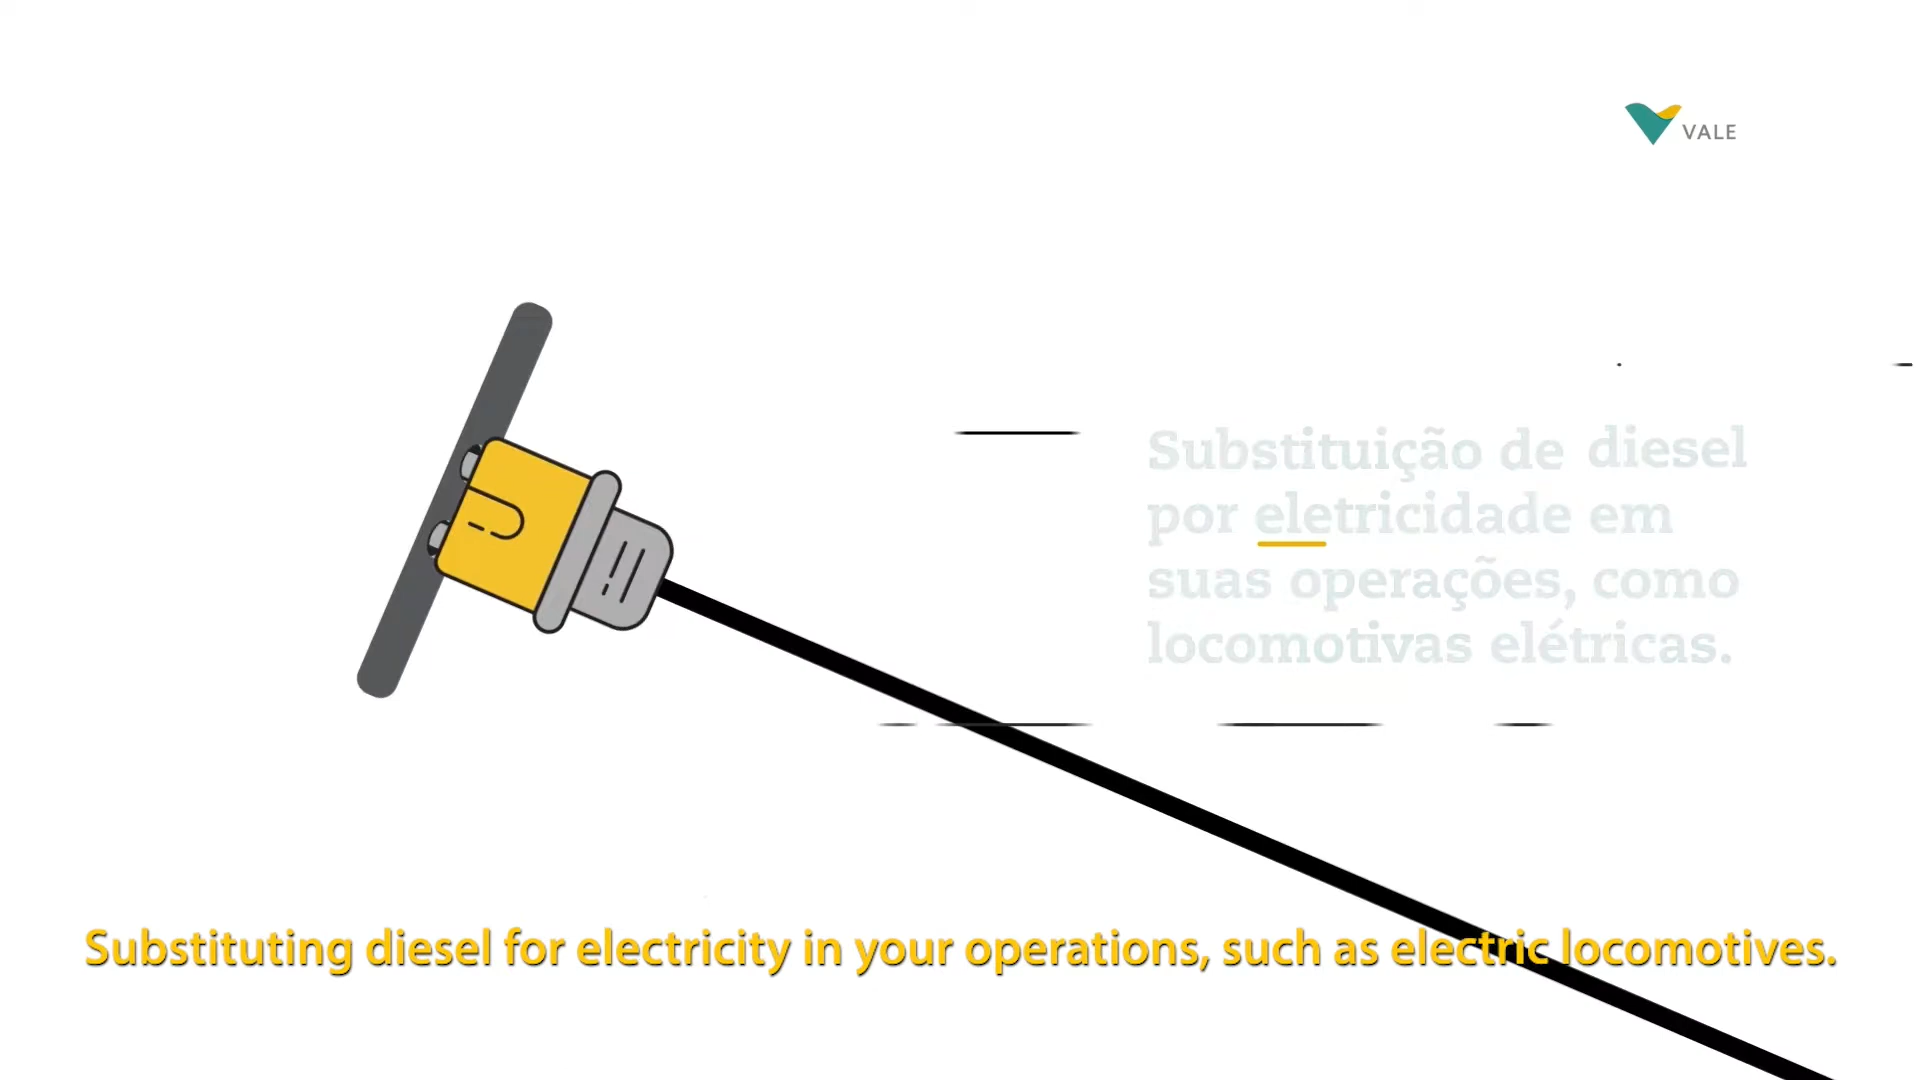 VALE
Substituição de diesel
por eletricidade em
suas operações, como
locomotivas elétricas.
Substituting diesel for electricity in your operations, such as electric locomotives.